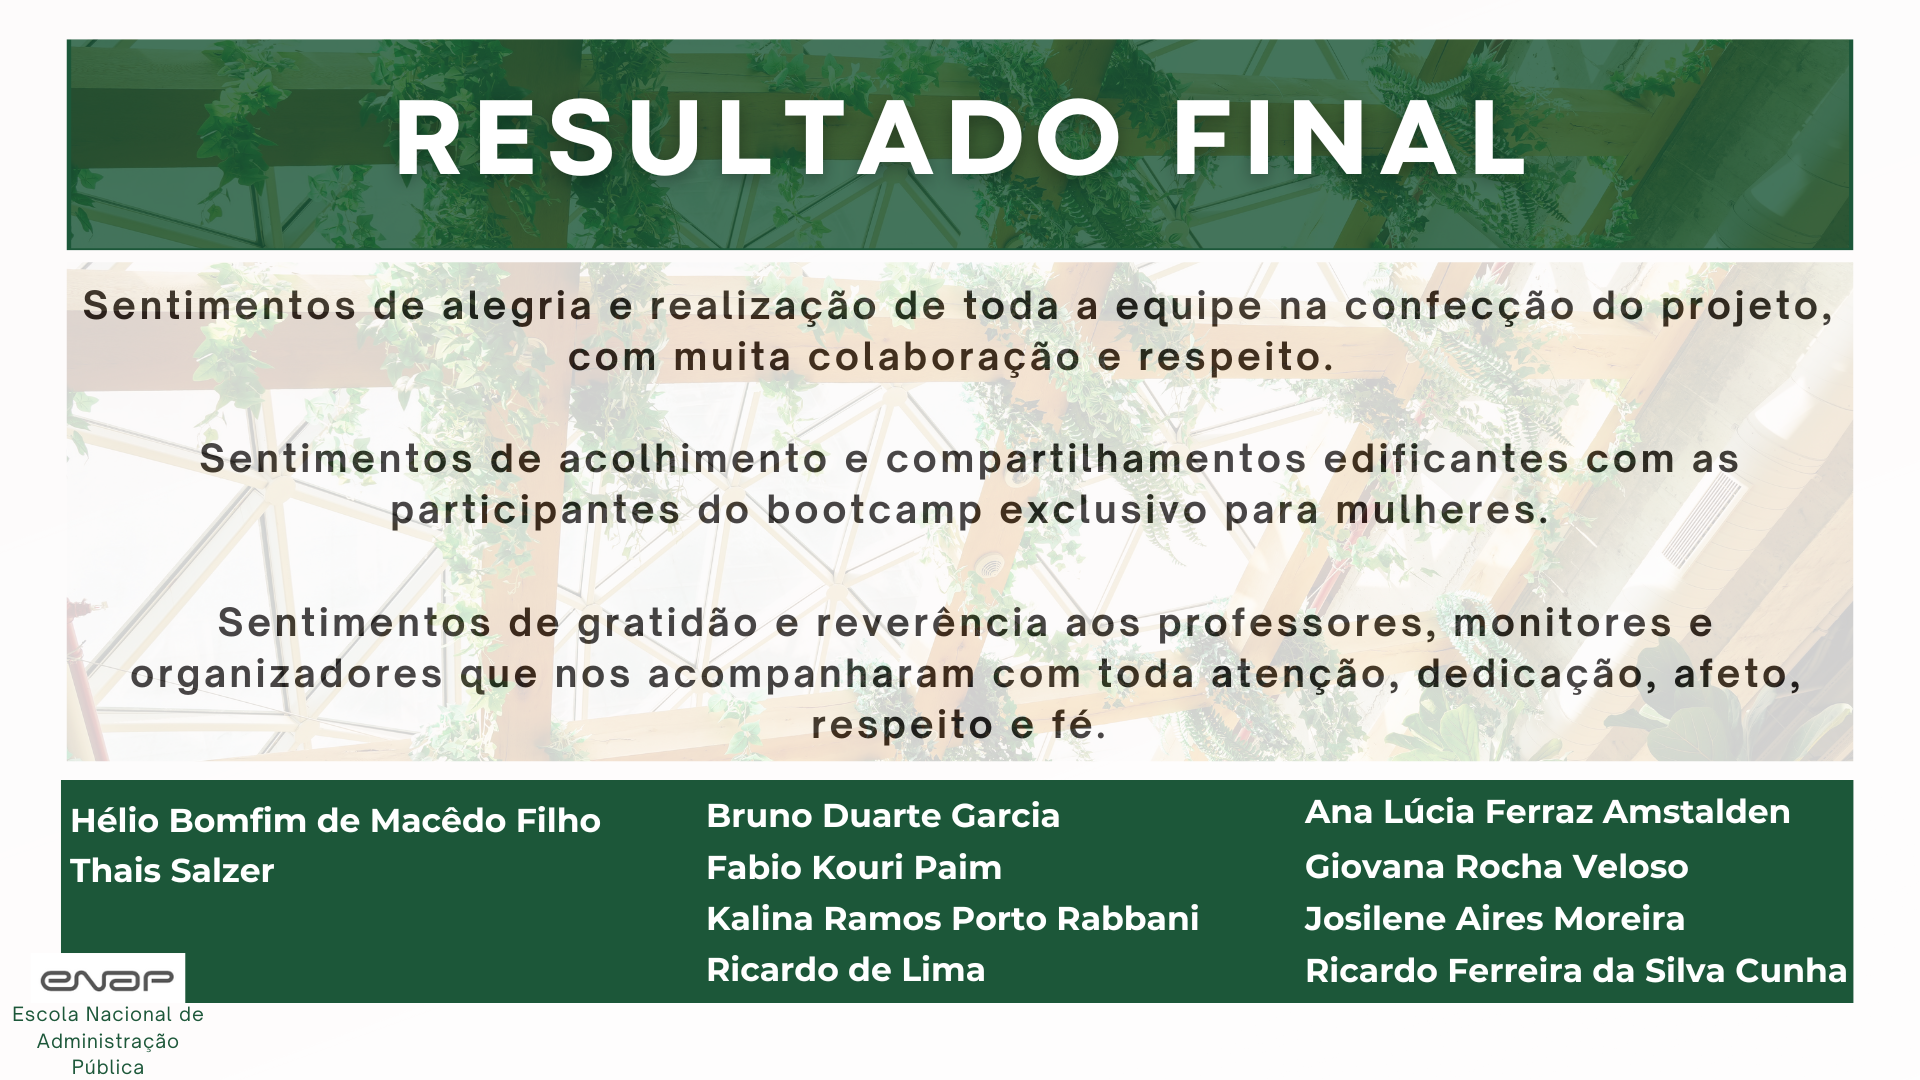 RESULTADO FINAL
Sentimentos de alegria e realização de toda a equipe na confecção do projeto,
com muita colaboração e respeito.
Sentimentos de acolhimento e compartilhamentos edificantes com as
participantes do bootcamp exclusivo para mulheres.
Sentimentos de gratidão e reverência aos professores, monitores e
organizadores que nos acompanharam com toda atenção, dedicação, afeto,
respeito e fé.
Hélio Bomfim de Macêdo Filho
Thais Salzer
Bruno Duarte Garcia
Fabio Kouri Paim
Kalina Ramos Porto Rabbani
Ricardo de Lima
Ana Lúcia Ferraz Amstalden
Giovana Rocha Veloso
Josilene Aires Moreira
Ricardo Ferreira da Silva Cunha
enap
Escola Nacional de
Administração
Pública